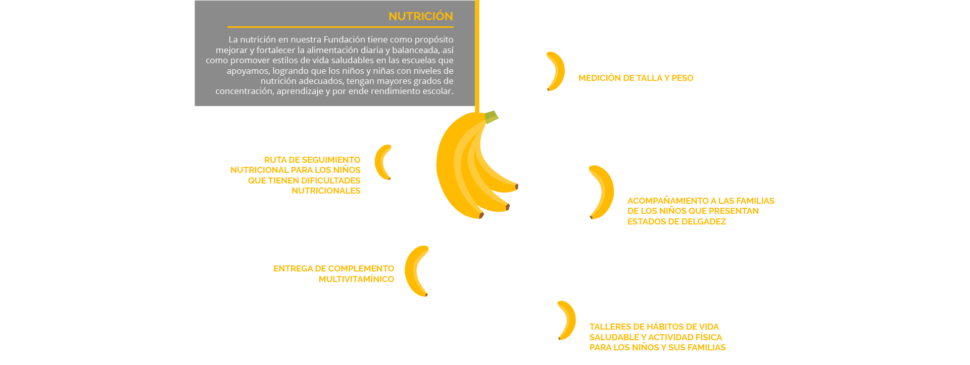 NUTRICIÓN
La nutrición en nuestra Fundación tiene como propósito
mejorar y fortalecer la alimentación diaria y balanceada, así
como promover estilos de vida saludables en las escuelas que
apoyamos, logrando que los niños y niñas con niveles de
nutrición adecuados, tengan mayores grados de
concentración, aprendizaje y por ende rendimiento escolar.
MEDICIÓN DE TALLA Y PESO
RUTA DE SEGUIMIENTO
NUTRICIONAL PARA LOS NIÑOS
QUE TIENEN DIFICULTADES
NUTRICIONALES
ACOMPAÑAMIENTO A LAS FAMILIAS
DE LOS NIÑOS QUE PRESENTAN
ESTADOS DE DELGADEZ
ENTREGA DE COMPLEMENTO
MULTIVITAMÍNICO
TALLERES DE HÁBITOS DE VIDA
SALUDABLE Y ACTIVIDAD FÍSICA
PARA LOS NIÑOS Y SUS FAMILIAS